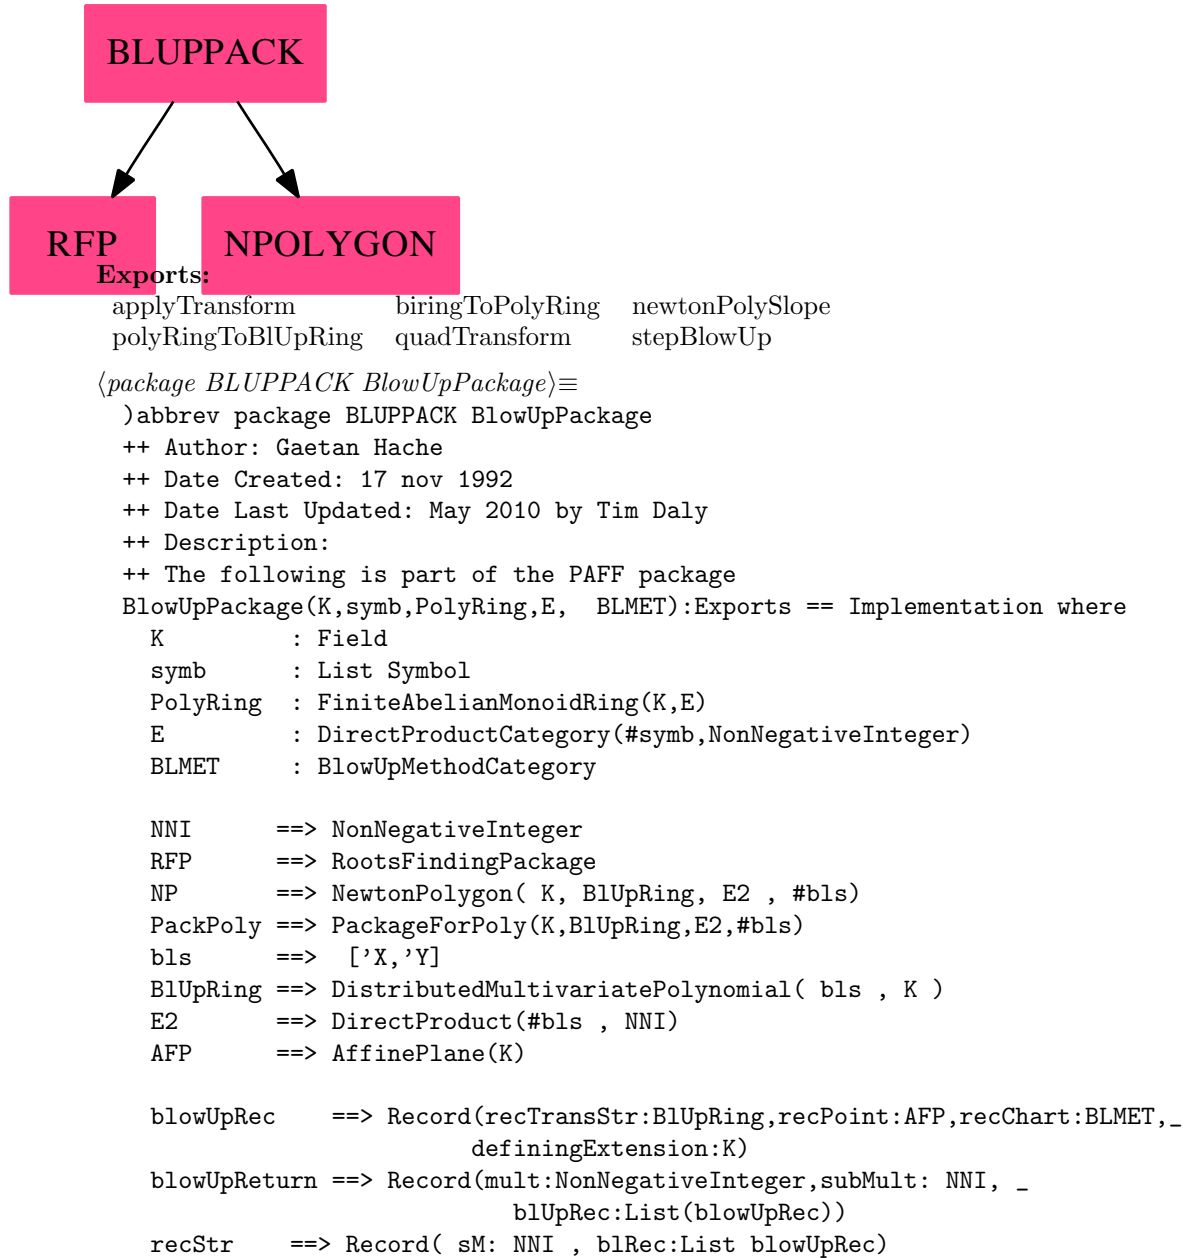 BLUPPACK
RFP NPOLYGON
Exports:
applyTransform biringToPolyRing newtonPolySlope
polyRingToBlUpRing quadTransform stepBlowUp
⟨package BLUPPACK BlowUpPackage⟩≡
)abbrev package BLUPPACK BlowUpPackage
++ Author: Gaetan Hache
++ Date Created: 17 nov 1992
++ Date Last Updated: May 2010 by Tim Daly
++ Description:
++ The following is part of the PAFF package
BlowUpPackage(K,symb,PolyRing,E,  BLMET):Exports == Implementation where
  K        : Field
  symb     : List Symbol
  PolyRing  : FiniteAbelianMonoidRing(K,E)
  E        : DirectProductCategory(#symb,NonNegativeInteger)
  BLMET    : BlowUpMethodCategory
  NNI      ==> NonNegativeInteger
  RFP      ==> RootsFindingPackage
  NP       ==> NewtonPolygon( K, BlUpRing, E2 , #bls)
  PackPoly ==> PackageForPoly(K,BlUpRing,E2,#bls)
  bls      ==>  [’X,’Y]
  BlUpRing ==> DistributedMultivariatePolynomial( bls , K )
  E2       ==> DirectProduct(#bls , NNI)
  AFP      ==> AffinePlane(K)
  blowUpRec    ==> Record(recTransStr:BlUpRing,recPoint:AFP,recChart:BLMET,_
                     definingExtension:K)
  blowUpReturn ==> Record(mult:NonNegativeInteger,subMult: NNI, _
                       blUpRec:List(blowUpRec))
  recStr    ==> Record( sM: NNI , blRec:List blowUpRec)